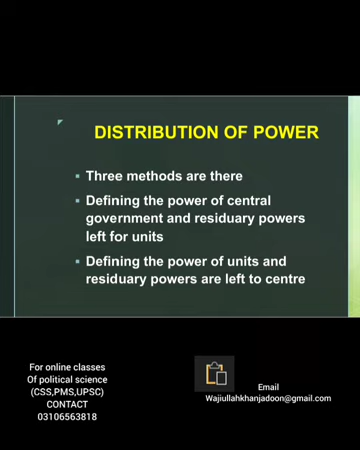 DISTRIBUTION OF POWER
Three methods are there
Defining the power of central
government and residuary powers
left for units
Defining the power of units and
residuary powers are left to centre
For online classes
Of political science
(CSS,PMS,UPSC)
CONTACT
03106563818
Email
Wajiullahkhanjadoon@gmail.com